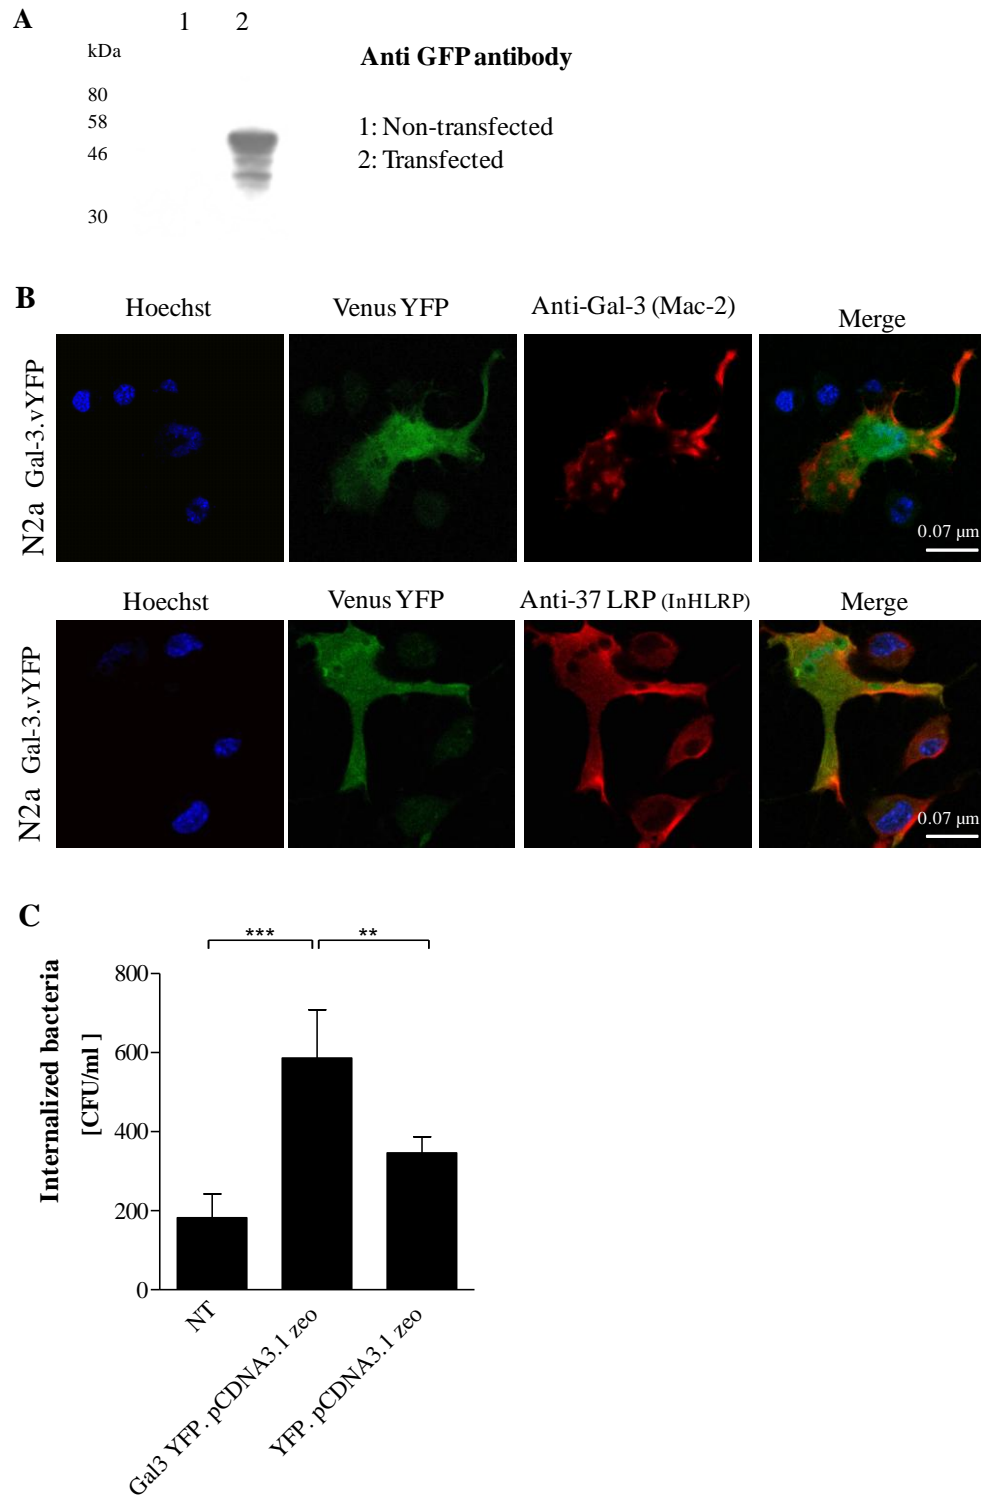 A
1 2
kDa
Anti GFP antibody
80
58
46
30
1: Non-transfected
2: Transfected
B
Hoechst Venus YFP Anti-Gal-3 (Mac-2) Merge
N2a Gal-3.vYFP
0.07 µm
Hoechst Venus YFP Anti-37 LRP (InHLRP) Merge
N2a Gal-3.vYFP
0.07 µm
C
*** **
Internalized bacteria
[CFU/ml ]
800
600
400
200
0
NT
Gal3 YFP . pCDNA3.1 zeo
YFP . pCDNA3.1 zeo